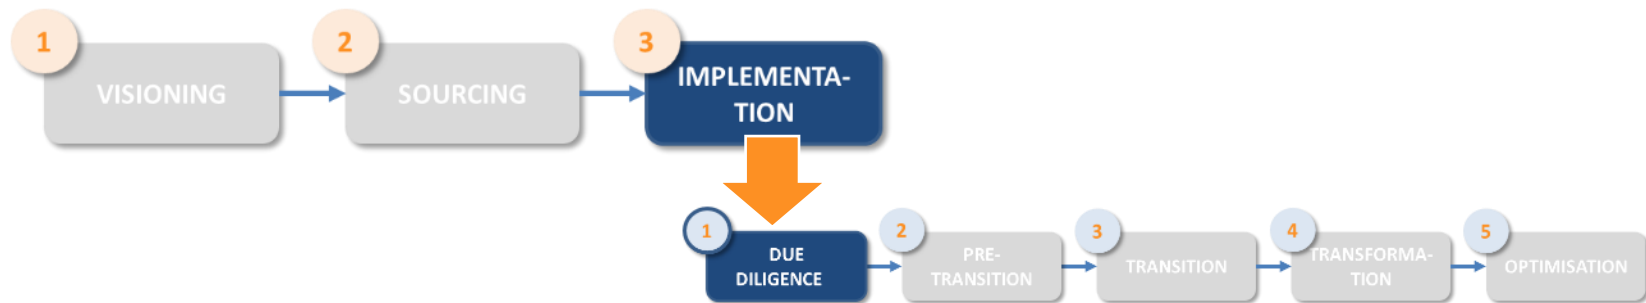 1
VISIONING
2
SOURCING
3
IMPLEMENTA-
TION
1
DUE
DILIGENCE
2
PRE-
TRANSITION
3
TRANSITION
4
TRANSFORMA-
TION
5
OPTIMISATION